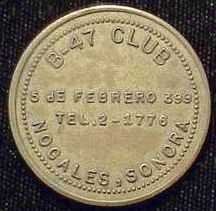 B-47 CLUB
5 DE FEBRERO 399
TEL.2-1776
NOGALES, SONORA